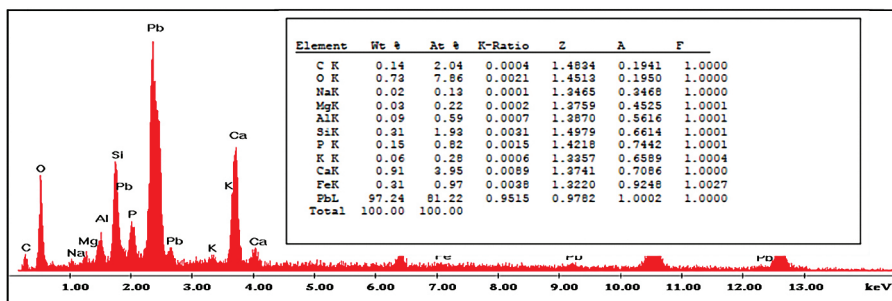 Pb
Element Wt % At % K-Ratio Z A F
C K 0.14 2.04 0.0004 1.4834 0.1941 1.0000
O K 0.73 7.86 0.0021 1.4513 0.1950 1.0000
NaK 0.02 0.13 0.0001 1.3465 0.3468 1.0000
MgK 0.03 0.22 0.0002 1.3759 0.4525 1.0001
AlK 0.09 0.59 0.0007 1.3870 0.5616 1.0001
SiK 0.31 1.93 0.0031 1.4979 0.6614 1.0001
P K 0.15 0.82 0.0015 1.4218 0.7442 1.0001
K K 0.06 0.28 0.0006 1.3357 0.6589 1.0004
CaK 0.91 3.95 0.0089 1.3741 0.7086 1.0000
FeK 0.31 0.97 0.0038 1.3220 0.9248 1.0027
PbL 97.24 81.22 0.9515 0.9782 1.0002 1.0000
Total 100.00 100.00
Ca
Si
O
Pb
K
Al
P
Mg
Na
C
Pb
K
Ca
Fe
Pb
Pb
1.00 2.00 3.00 4.00 5.00 6.00 7.00 8.00 9.00 10.00 11.00 12.00 13.00 keV